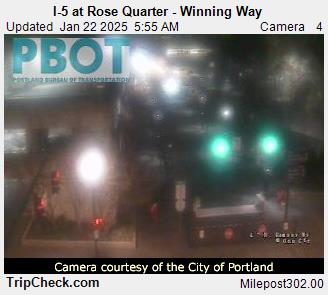 I-5 at Rose Quarter - Winning Way
Updated Jan 22 2025 5:55 AM Camera 4
PBOT
PORTLAND BUREAU OF TRANSPORTATION
Camera courtesy of the City of Portland
TripCheck.com Milepost302.00